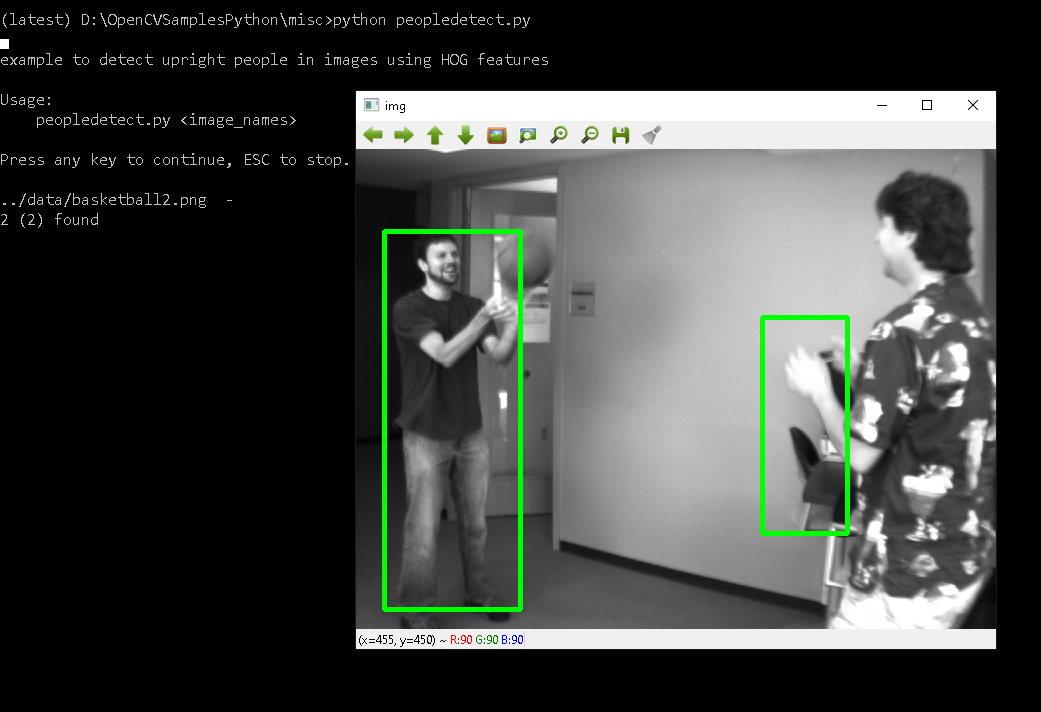 (latest) D:\OpenCVSamplesPython\misc>python peopledetect.py
example to detect upright people in images using HOG features
Usage:
peopledetect.py <image_names>
Press any key to continue, ESC to stop.
../data/basketball2.png -
2 (2) found
img
(x=455, y=450) ~ R:90 G:90 B:90